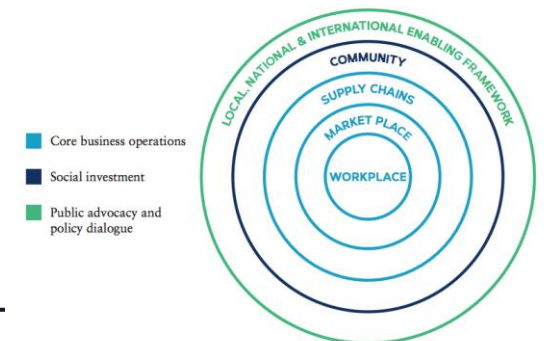 LOCAL, NATIONAL & INTERNATIONAL ENABLING FRAMEWORK
COMMUNITY
SUPPLY CHAINS
MARKET PLACE
WORKPLACE
Core business operations
Social investment
Public advocacy and
policy dialogue